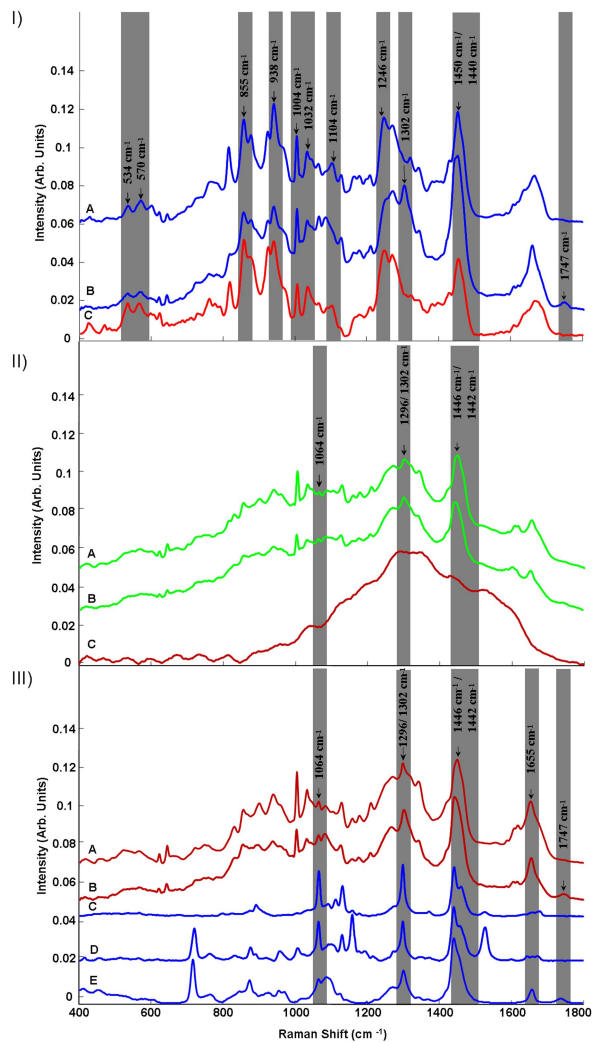 I)
534 cm-1
570 cm-1
855 cm-1
938 cm-1
1004 cm-1
1032 cm-1
1104 cm-1
1246 cm-1
1302 cm-1
1450 cm-1/
1440 cm-1
1747 cm-1
Intensity (Arb. Units)
0.14
0.12
0.1
0.08
0.06
0.04
0.02
0
A
B
C
II)
1064 cm-1
1296/ 1302 cm-1
1446 cm-1/
1442 cm-1
Intensity (Arb. Units)
0.14
0.12
0.1
0.08
0.06
0.04
0.02
0
A
B
C
III)
1064 cm-1
1296/ 1302 cm-1
1446 cm-1 /
1442 cm-1
1655 cm-1
1747 cm-1
Intensity (Arb. Units)
0.14
0.12
0.1
0.08
0.06
0.04
0.02
0
A
B
C
D
E
400 600 800 1000 1200 1400 1600 1800
Raman Shift (cm -1)